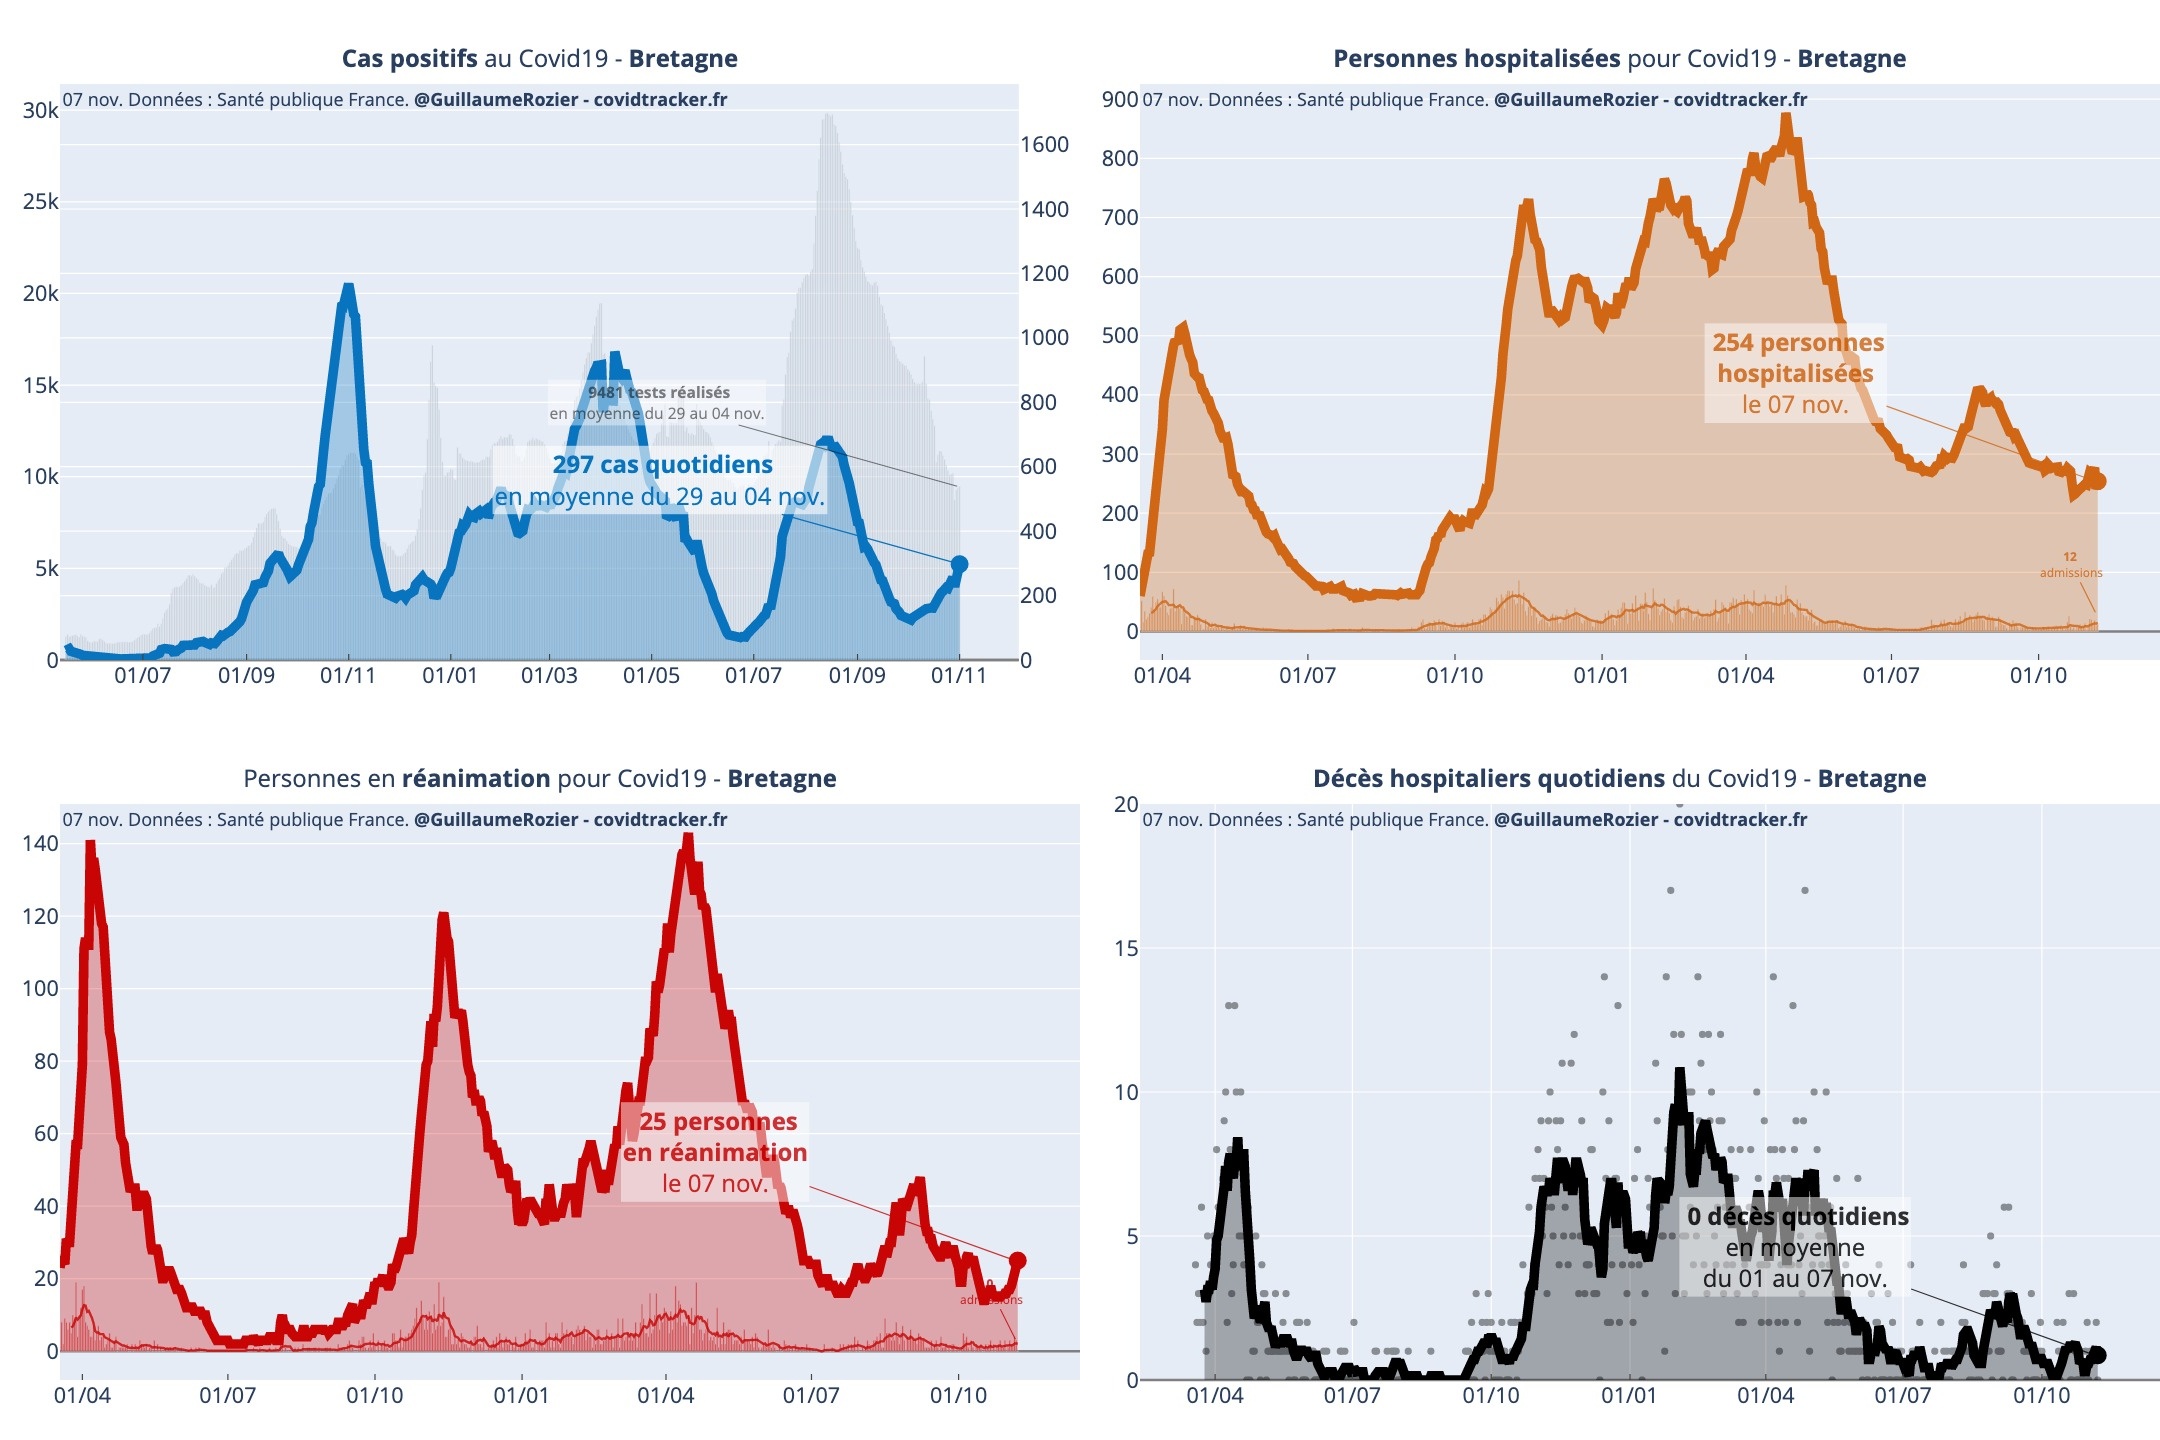 Cas positifs au Covid19 - Bretagne
07 nov. Données : Santé publique France. @GuillaumeRozier - covidtracker.fr
30k
25k
20k
15k
10k
5k
0
1600
1400
1200
1000
800
600
400
200
0
9481 tests réalisés
en moyenne du 29 au 04 nov.
297 cas quotidiens
en moyenne du 29 au 04 nov.
01/07 01/09 01/11 01/01 01/03 01/05 01/07 01/09 01/11
Personnes hospitalisées pour Covid19 - Bretagne
07 nov. Données : Santé publique France. @GuillaumeRozier - covidtracker.fr
900
800
700
600
500
400
300
200
100
0
254 personnes
hospitalisées
le 07 nov.
12
admissions
01/04 01/07 01/10 01/01 01/04 01/07 01/10
Personnes en réanimation pour Covid19 - Bretagne
07 nov. Données : Santé publique France. @GuillaumeRozier - covidtracker.fr
140
120
100
80
60
40
20
0
25 personnes
en réanimation
le 07 nov.
admissions
01/04 01/07 01/10 01/01 01/04 01/07 01/10
Décès hospitaliers quotidiens du Covid19 - Bretagne
07 nov. Données : Santé publique France. @GuillaumeRozier - covidtracker.fr
20
15
10
5
0
0 décès quotidiens
en moyenne
du 01 au 07 nov.
01/04 01/07 01/10 01/01 01/04 01/07 01/10